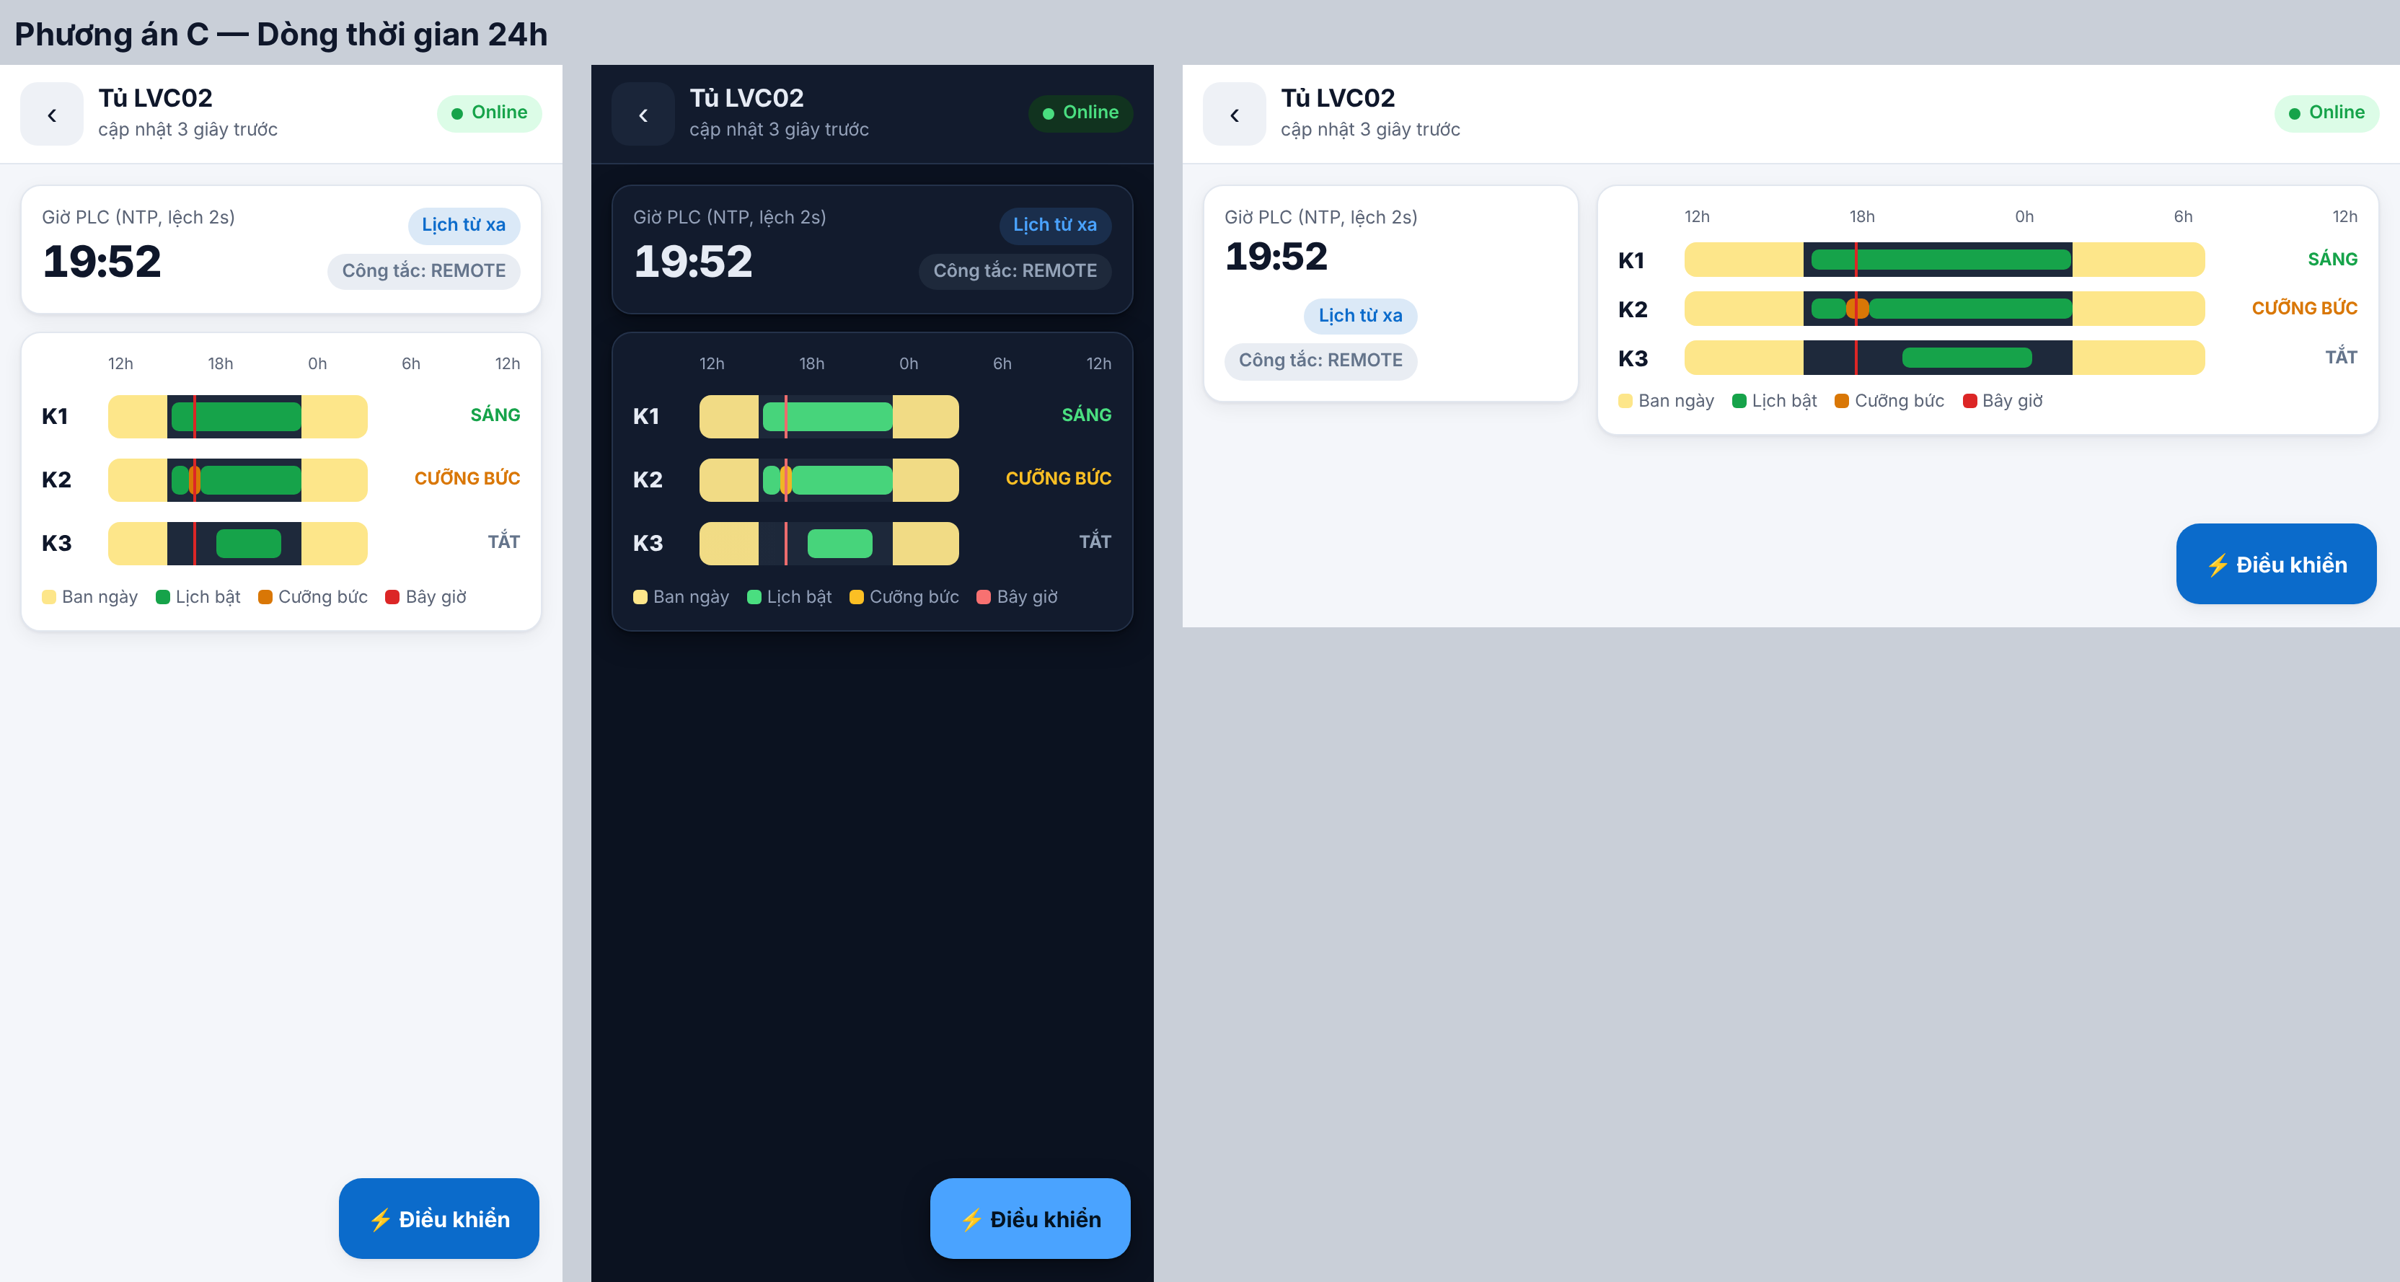 Phương án C — Dòng thời gian 24h
‹ Tủ LVC02
cập nhật 3 giây trước
Online
Giờ PLC (NTP, lệch 2s)
19:52
Lịch từ xa
Công tắc: REMOTE
12h 18h 0h 6h 12h
K1 SÁNG
K2 CƯỠNG BỨC
K3 TẮT
Ban ngày Lịch bật Cưỡng bức Bây giờ
⚡ Điều khiển
‹ Tủ LVC02
cập nhật 3 giây trước
Online
Giờ PLC (NTP, lệch 2s)
19:52
Lịch từ xa
Công tắc: REMOTE
12h 18h 0h 6h 12h
K1 SÁNG
K2 CƯỠNG BỨC
K3 TẮT
Ban ngày Lịch bật Cưỡng bức Bây giờ
⚡ Điều khiển
‹ Tủ LVC02
cập nhật 3 giây trước
Online
Giờ PLC (NTP, lệch 2s)
19:52
Lịch từ xa
Công tắc: REMOTE
12h 18h 0h 6h 12h
K1 SÁNG
K2 CƯỠNG BỨC
K3 TẮT
Ban ngày Lịch bật Cưỡng bức Bây giờ
⚡ Điều khiển